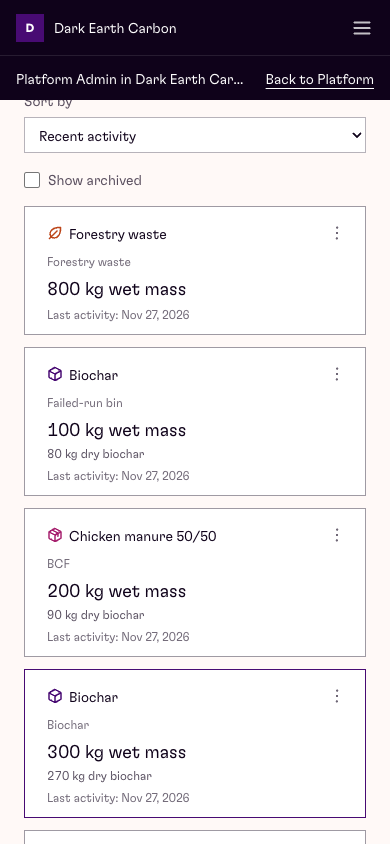 D
Dark Earth Carbon
Platform Admin in Dark Earth Car...
Back to Platform
Sort by
Recent activity
Show archived
Forestry waste
Forestry waste
800 kg wet mass
Last activity: Nov 27, 2026
Biochar
Failed-run bin
100 kg wet mass
80 kg dry biochar
Last activity: Nov 27, 2026
Chicken manure 50/50
BCF
200 kg wet mass
90 kg dry biochar
Last activity: Nov 27, 2026
Biochar
Biochar
300 kg wet mass
270 kg dry biochar
Last activity: Nov 27, 2026